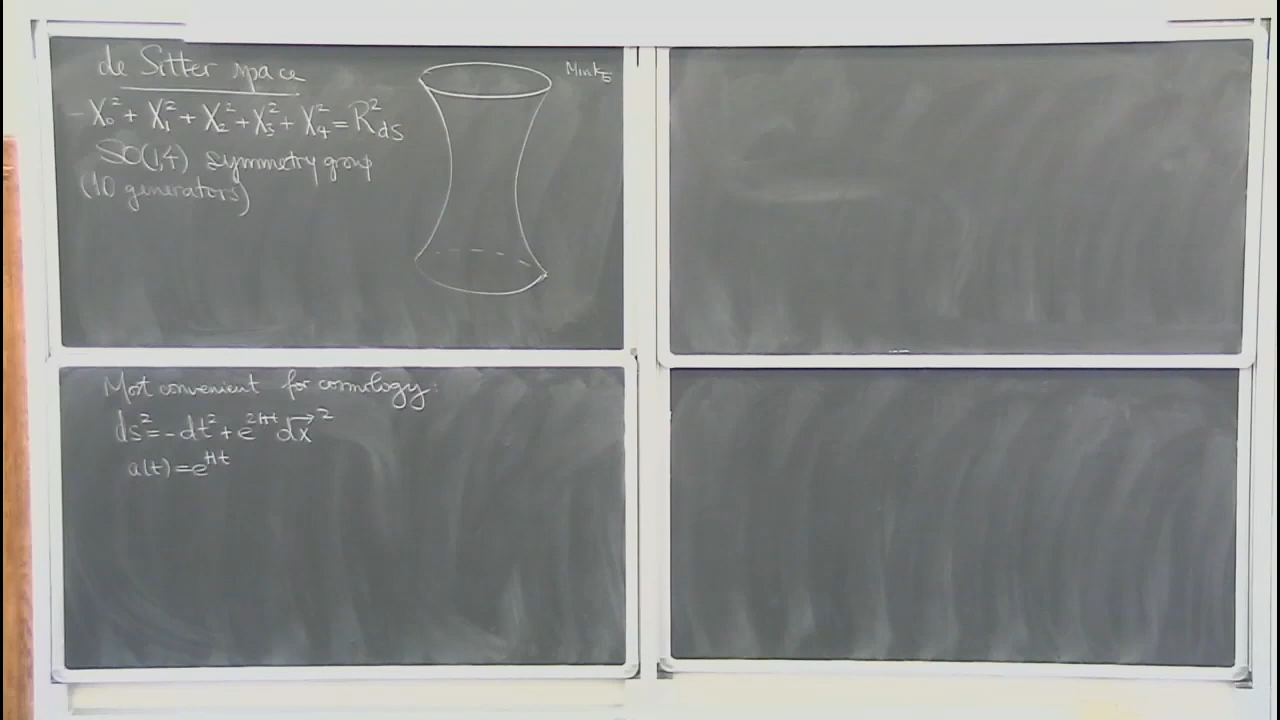 de Sitter space
-X₀² + X₁² + X₂² + X₃² + X₄² = R²ds
SO(1,4) symmetry group
(10 generators)
Mink₅
Most convenient for cosmology:
ds² = -dt² + e^{2Ht} d\vec{x}²
a(t) = e^{Ht}